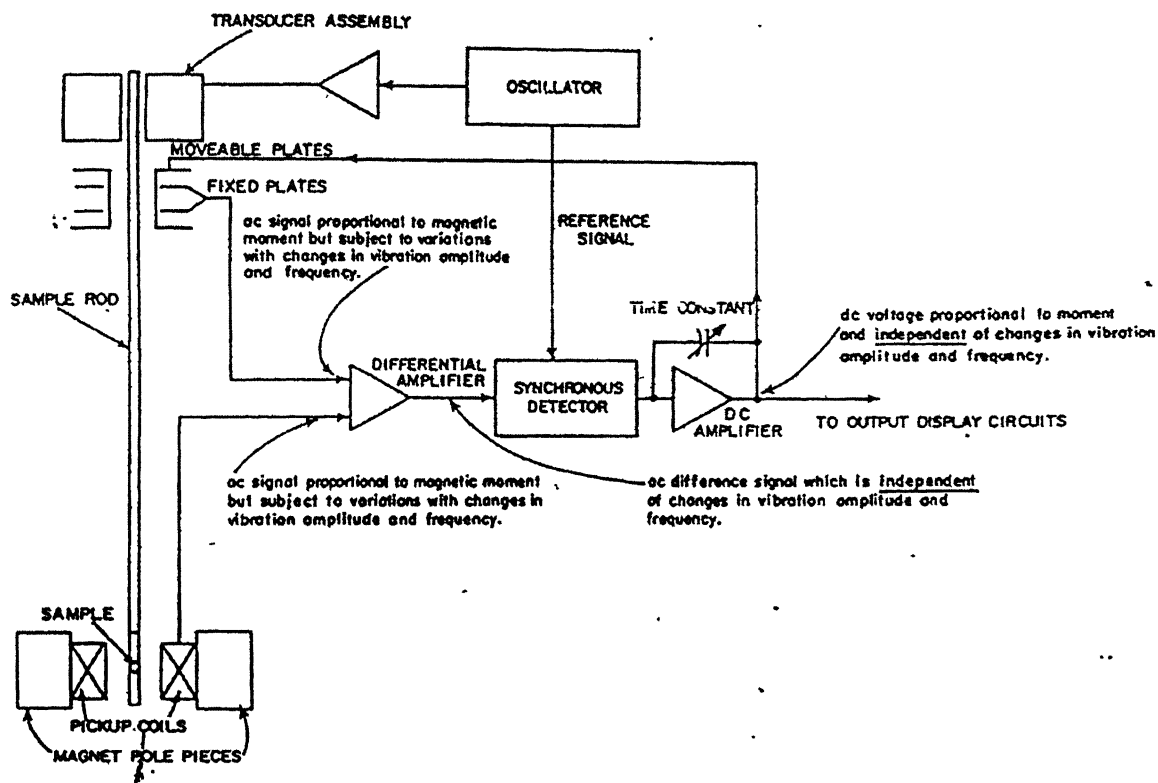 TRANSDUCER ASSEMBLY
OSCILLATOR
MOVEABLE PLATES
FIXED PLATES
ac signal proportional to magnetic
moment but subject to variations
with changes in vibration amplitude
and frequency.
REFERENCE
SIGNAL
SAMPLE ROD
TIME CONSTANT
dc voltage proportional to moment
and independent of changes in vibration
amplitude and frequency.
DIFFERENTIAL
AMPLIFIER
SYNCHRONOUS
DETECTOR
DC
AMPLIFIER
TO OUTPUT DISPLAY CIRCUITS
ac signal proportional to magnetic moment
but subject to variations with changes in
vibration amplitude and frequency.
ac difference signal which is independent
of changes in vibration amplitude and
frequency.
SAMPLE
PICKUP COILS
MAGNET POLE PIECES